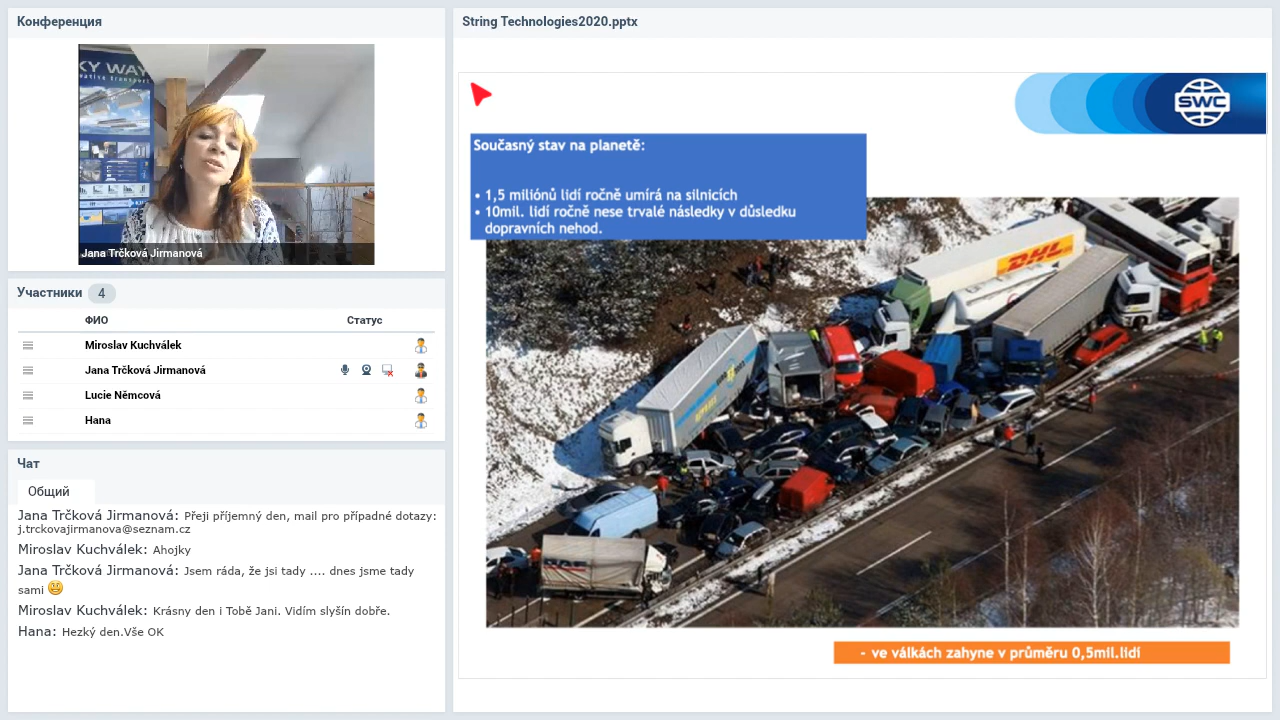 Конференция
KY WAY
Jana Trčková Jirmanová
Участники 4
ФИО Статус
Miroslav Kuchválek
Jana Trčková Jirmanová
Lucie Němcová
Hana
Чат
Общий
Jana Trčková Jirmanová: Přeji příjemný den, mail pro případné dotazy:
j.trckovajirmanova@seznam.cz
Miroslav Kuchválek: Ahojky
Jana Trčková Jirmanová: Jsem ráda, že jsi tady .... dnes jsme tady
sami
Miroslav Kuchválek: Krásny den i Tobě Jani. Vidím slyšín dobře.
Hana: Hezký den.Vše OK
String Technologies2020.pptx
SWC
Současný stav na planetě:
• 1,5 miliónů lidí ročně umírá na silnicích
• 10mil. lidí ročně nese trvalé následky v důsledku
dopravních nehod.
DHL
- ve válkách zahyne v průměru 0,5mil.lidí